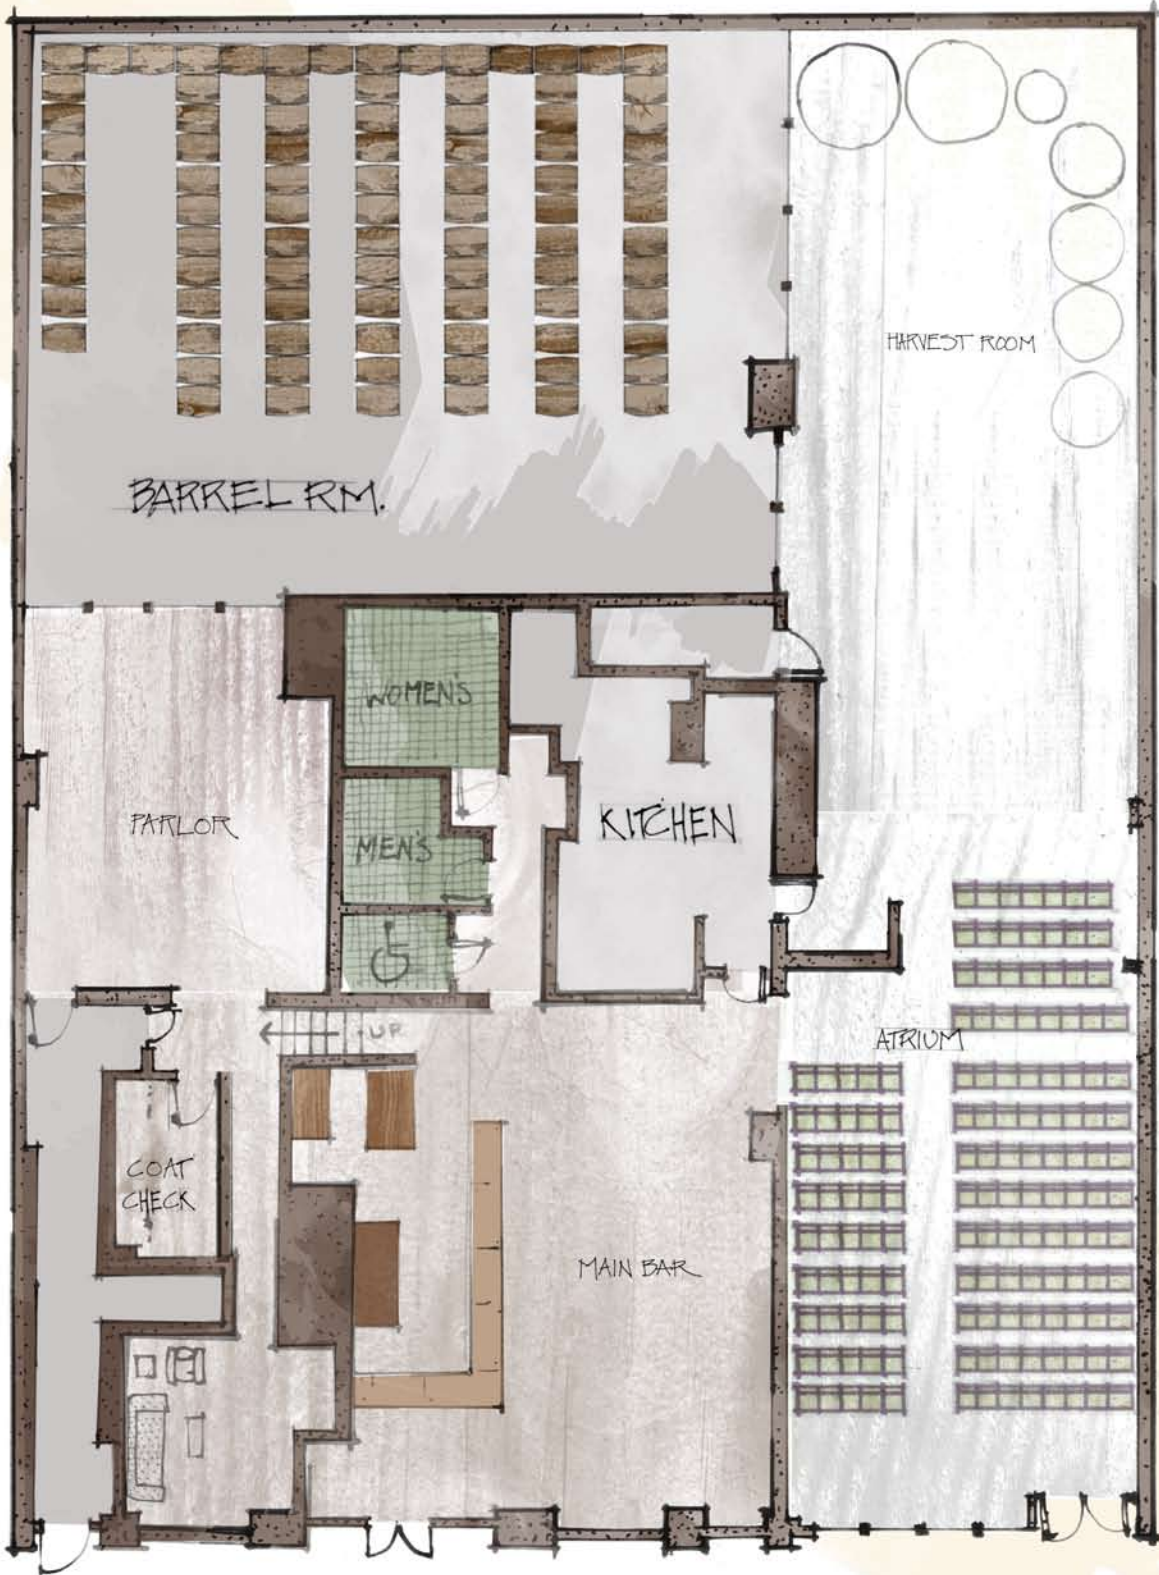 HARVEST ROOM
BARREL RM.
WOMEN'S
PARLOR
MEN'S
KITCHEN
UP
ATRIUM
COAT
CHECK
MAIN BAR